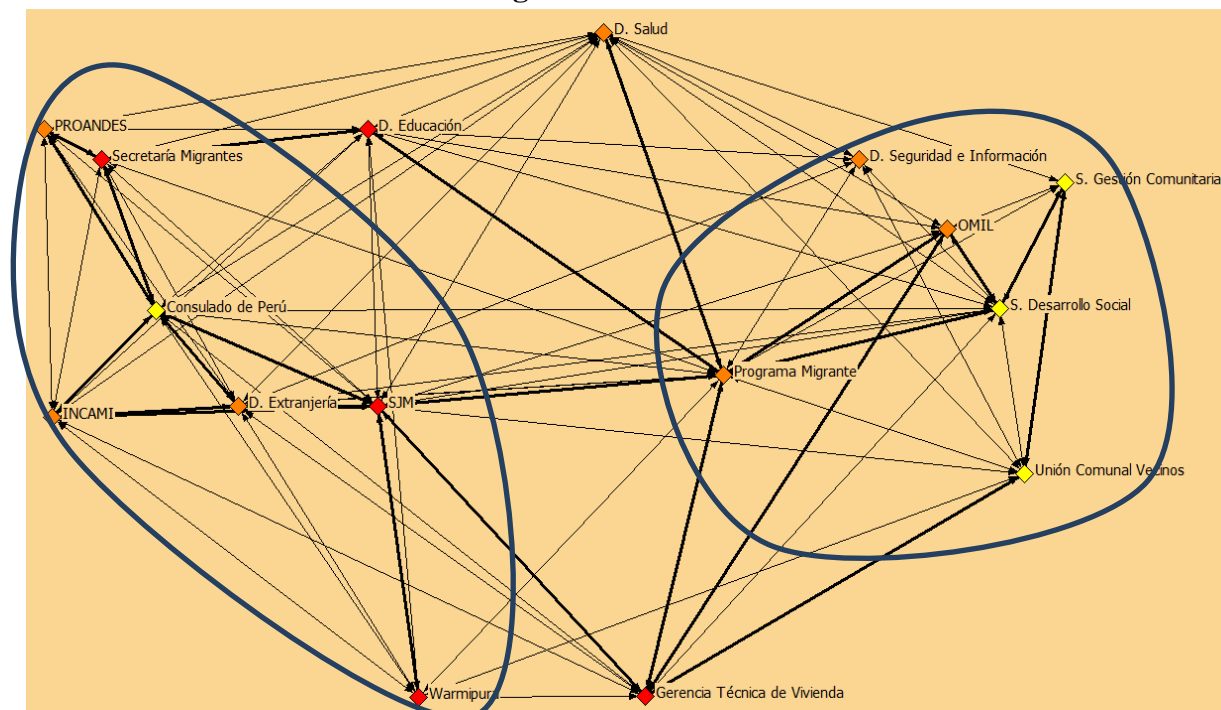 D. Salud
PROANDES
D. Educación
Secretaría Migrantes
D. Seguridad e Información
S. Gestión Comunitaria
OMIL
Consulado de Perú
S. Desarrollo Social
Programa Migrante
INCAMI
D. Extranjería
SJM
Unión Comunal Vecinos
Warmipura
Gerencia Técnica de Vivienda